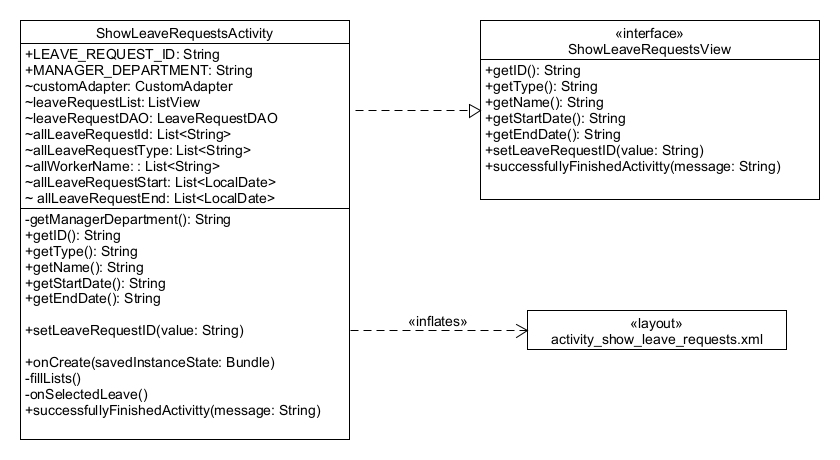 ShowLeaveRequestsActivity
+LEAVE_REQUEST_ID: String
+MANAGER_DEPARTMENT: String
~customAdapter: CustomAdapter
~leaveRequestList: ListView
~leaveRequestDAO: LeaveRequestDAO
~allLeaveRequestId: List<String>
~allLeaveRequestType: List<String>
~allWorkerName: : List<String>
~allLeaveRequestStart: List<LocalDate>
~ allLeaveRequestEnd: List<LocalDate>
-getManagerDepartment(): String
+getID(): String
+getType(): String
+getName(): String
+getStartDate(): String
+getEndDate(): String
+setLeaveRequestID(value: String)
+onCreate(savedInstanceState: Bundle)
-fillLists()
-onSelectedLeave()
+successfullyFinishedActivitty(message: String)
«interface»
ShowLeaveRequestsView
+getID(): String
+getType(): String
+getName(): String
+getStartDate(): String
+getEndDate(): String
+setLeaveRequestID(value: String)
+successfullyFinishedActivitty(message: String)
«inflates»
«layout»
activity_show_leave_requests.xml